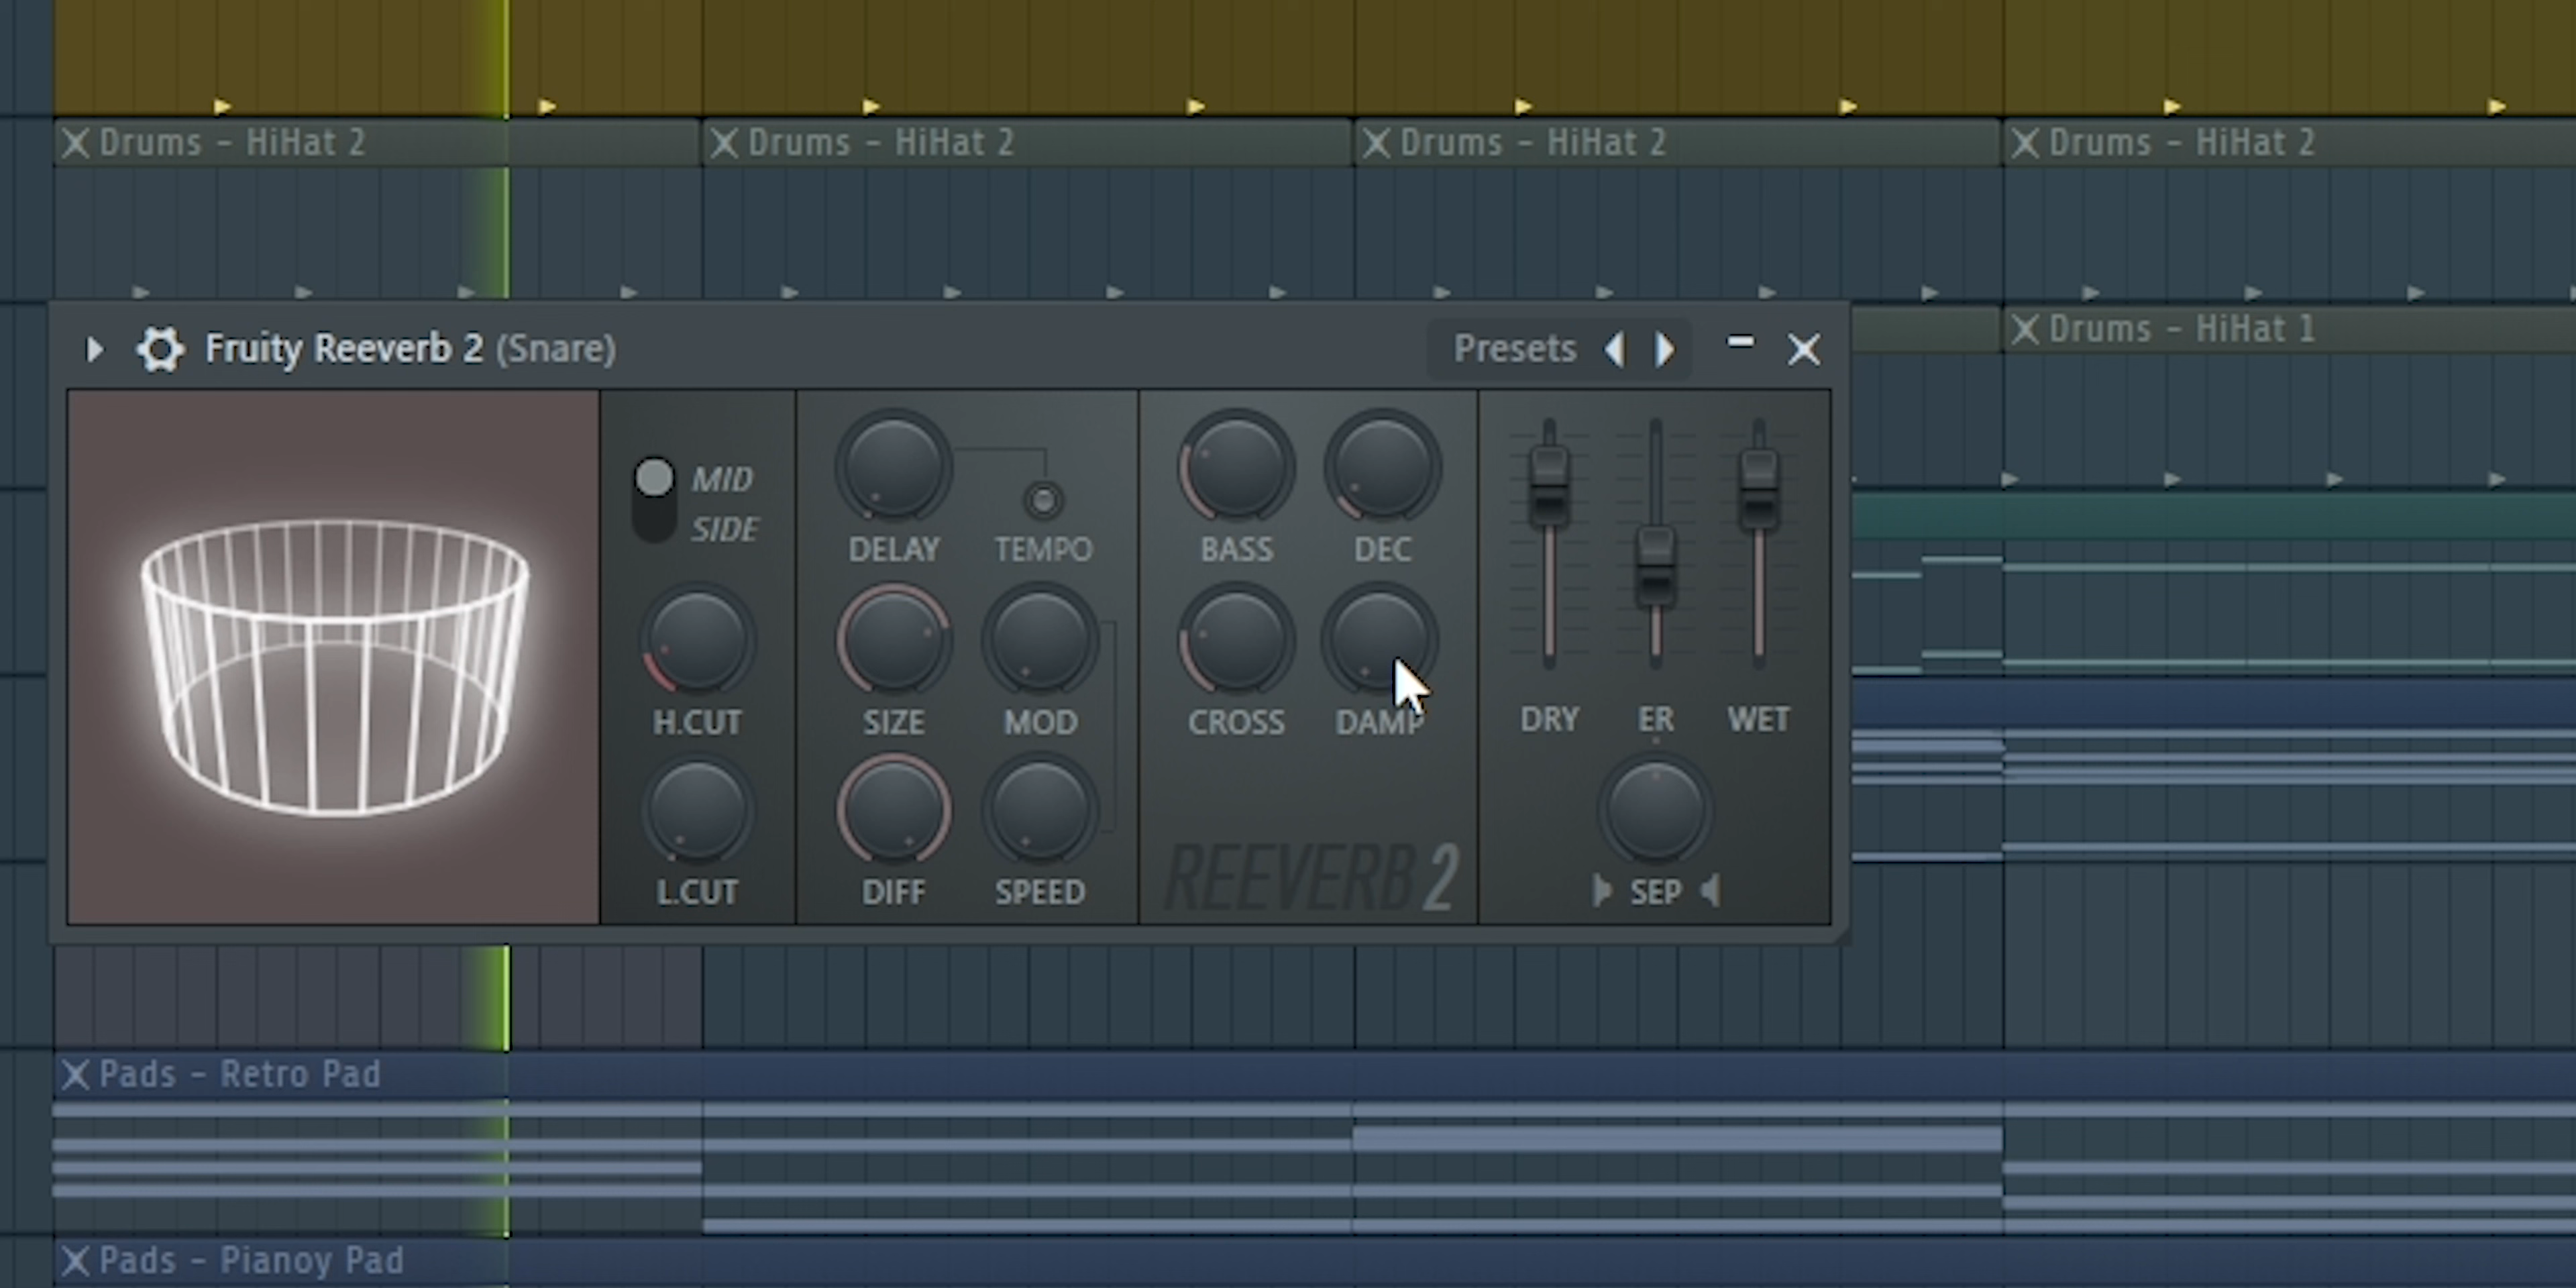 Drums - HiHat 2
Drums - HiHat 2
Drums - HiHat 2
Drums - HiHat 2
Fruity Reeverb 2 (Snare)
Presets
Drums - HiHat 1
MID
SIDE
DELAY
TEMPO
BASS
DEC
H.CUT
SIZE
MOD
CROSS
DAMP
DRY
ER
WET
L.CUT
DIFF
SPEED
REEVERB 2
SEP
Pads - Retro Pad
Pads - Pianoy Pad